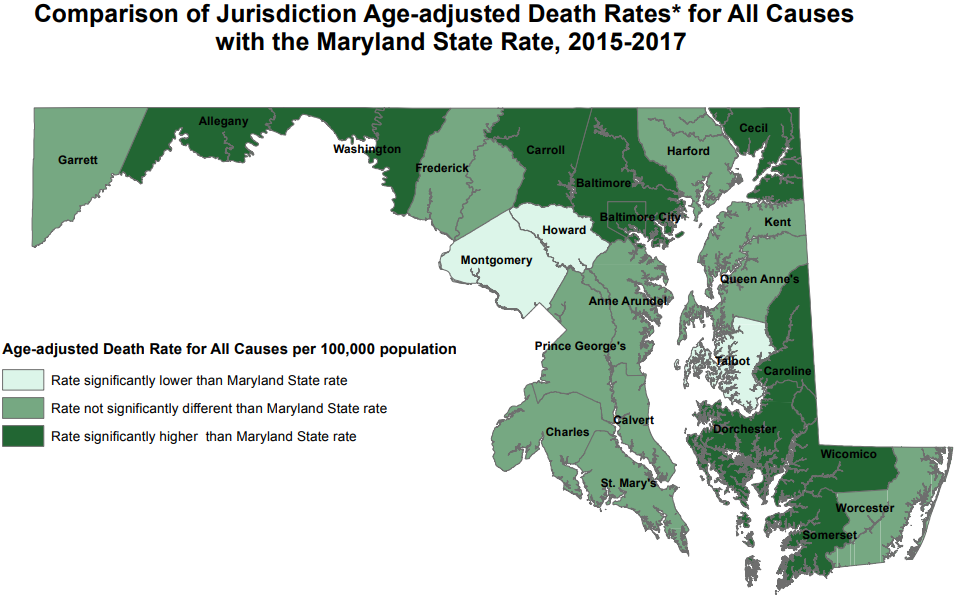 Comparison of Jurisdiction Age-adjusted Death Rates* for All Causes
with the Maryland State Rate, 2015-2017
Allegany
Cecil
Washington
Carroll
Harford
Garrett
Frederick
Baltimore
Baltimore City
Kent
Howard
Montgomery
Queen Anne's
Anne Arundel
Prince George's
Talbot
Caroline
Calvert
Charles
Dorchester
Wicomico
St. Mary's
Worcester
Somerset
Age-adjusted Death Rate for All Causes per 100,000 population
Rate significantly lower than Maryland State rate
Rate not significantly different than Maryland State rate
Rate significantly higher than Maryland State rate